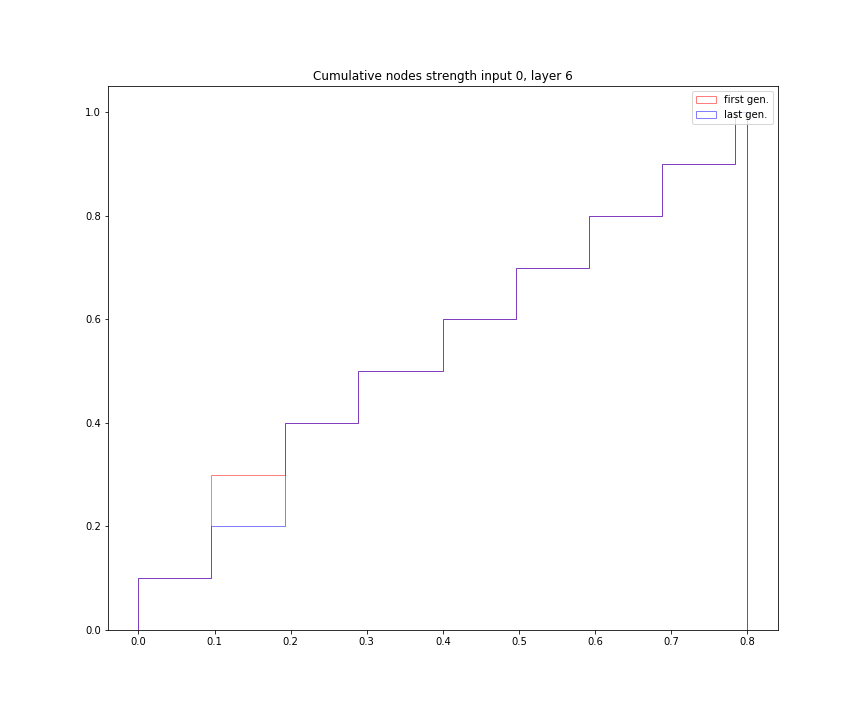 Cumulative nodes strength input 0, layer 6
first gen.
last gen.
1.0
0.8
0.6
0.4
0.2
0.0
0.0 0.1 0.2 0.3 0.4 0.5 0.6 0.7 0.8